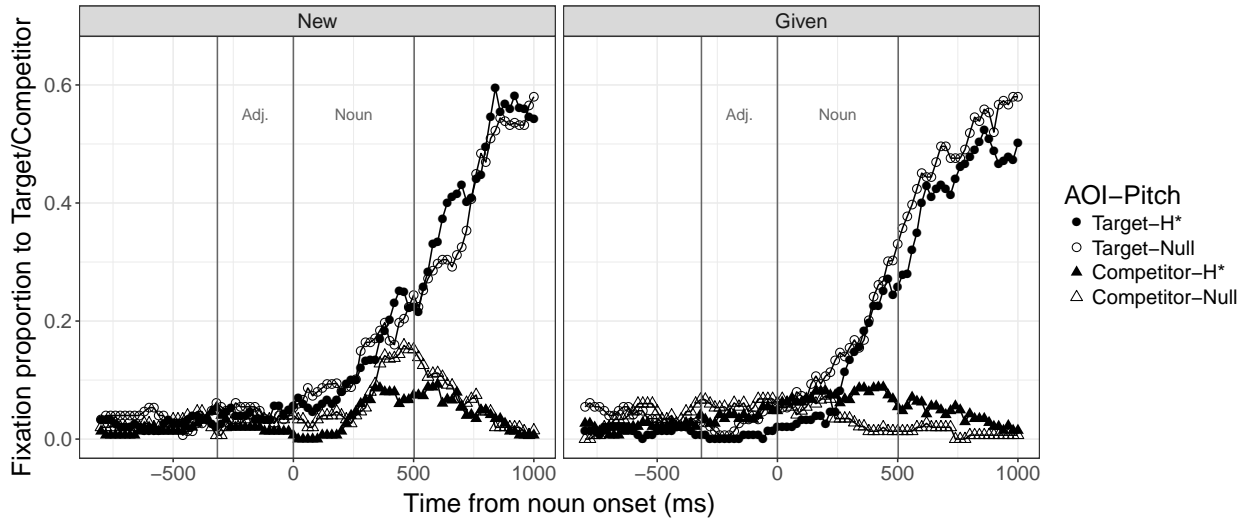 New
Given
Fixation proportion to Target/Competitor
0.6
0.4
0.2
0.0
Adj.
Noun
Adj.
Noun
−500
0
500
1000
−500
0
500
1000
Time from noun onset (ms)
AOI−Pitch
Target−H*
Target−Null
Competitor−H*
Competitor−Null